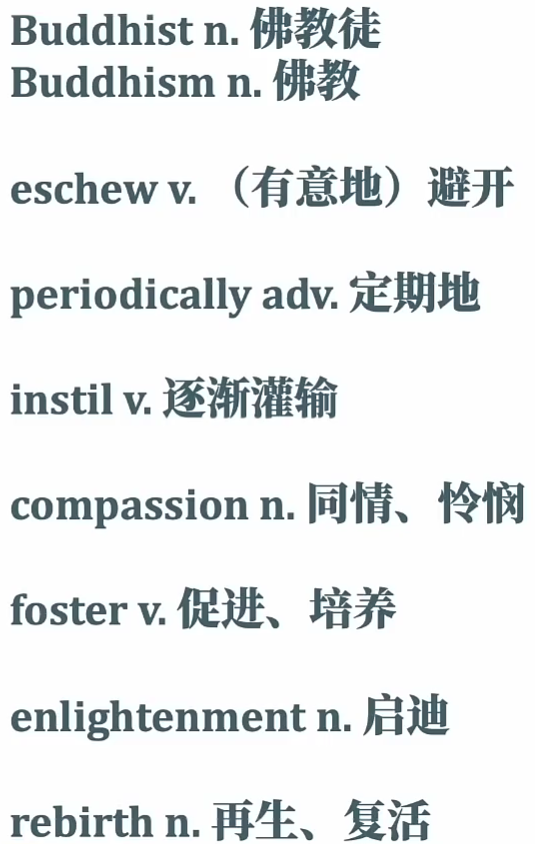 Buddhist n. 佛教徒
Buddhism n. 佛教
eschew v. （有意地）避开
periodically adv. 定期地
instil v. 逐渐灌输
compassion n. 同情、怜悯
foster v. 促进、培养
enlightenment n. 启迪
rebirth n. 再生、复活